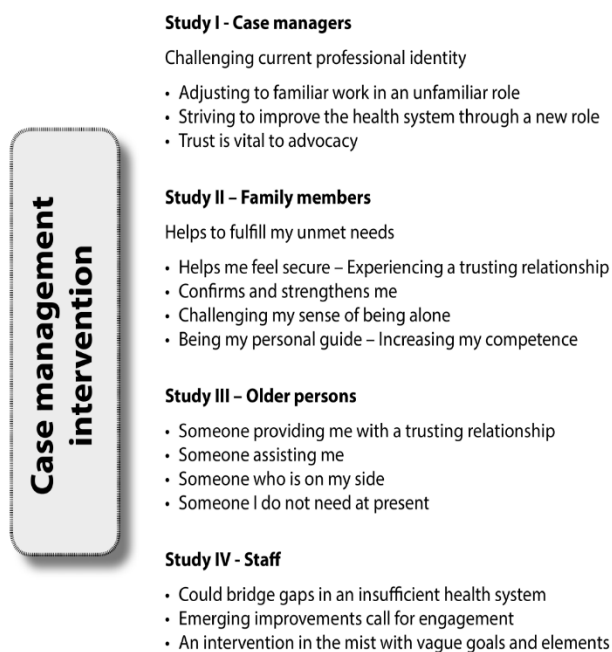 Case management
intervention
Study I - Case managers
Challenging current professional identity
• Adjusting to familiar work in an unfamiliar role
• Striving to improve the health system through a new role
• Trust is vital to advocacy
Study II – Family members
Helps to fulfill my unmet needs
• Helps me feel secure – Experiencing a trusting relationship
• Confirms and strengthens me
• Challenging my sense of being alone
• Being my personal guide – Increasing my competence
Study III – Older persons
• Someone providing me with a trusting relationship
• Someone assisting me
• Someone who is on my side
• Someone I do not need at present
Study IV - Staff
• Could bridge gaps in an insufficient health system
• Emerging improvements call for engagement
• An intervention in the mist with vague goals and elements